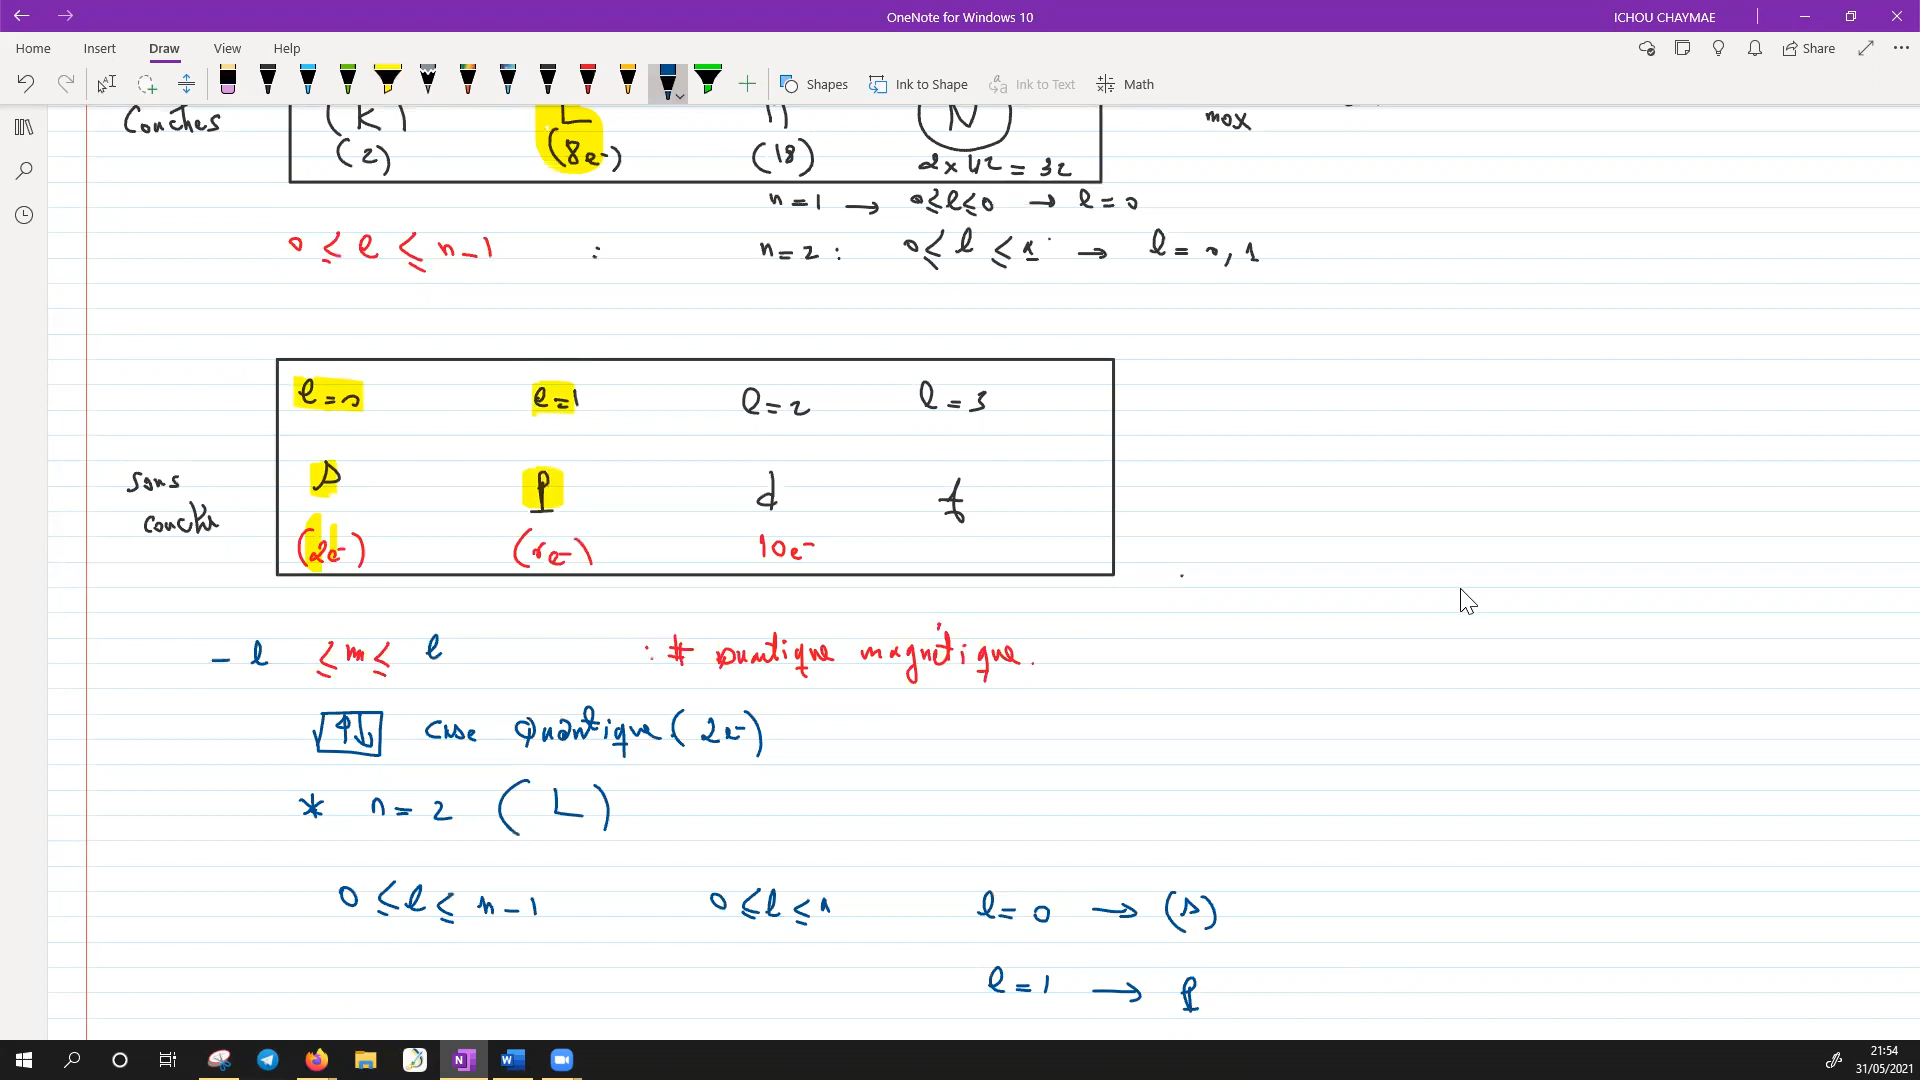 OneNote for Windows 10
ICHOU CHAYMAE
Home Insert Draw View Help
Share
Shapes Ink to Shape Ink to Text Math
Couches (K) L N
max
(2) (8e-) (18) 2 x 4² = 32
n = 1 → 0 ≤ l ≤ 0 → l = 0
0 ≤ l ≤ n - 1 : n = 2 : 0 ≤ l ≤ 1 → l = 0, 1
l = 0 l = 1 l = 2 l = 3
Sous couche
s p d f
(2e-) (6e-) 10e-
- l ≤ m ≤ l : # quantique magnétique.
↑↓ case quantique (2e-)
* n = 2 ( L )
0 ≤ l ≤ n - 1 0 ≤ l ≤ 1 l = 0 → (s)
l = 1 → p
21:54
31/05/2021